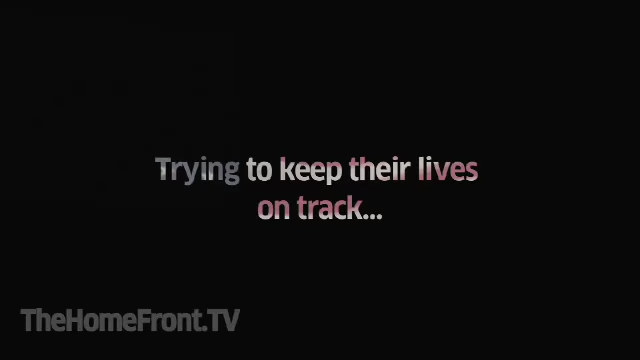 Trying to keep their lives
on track...
TheHomeFront.TV